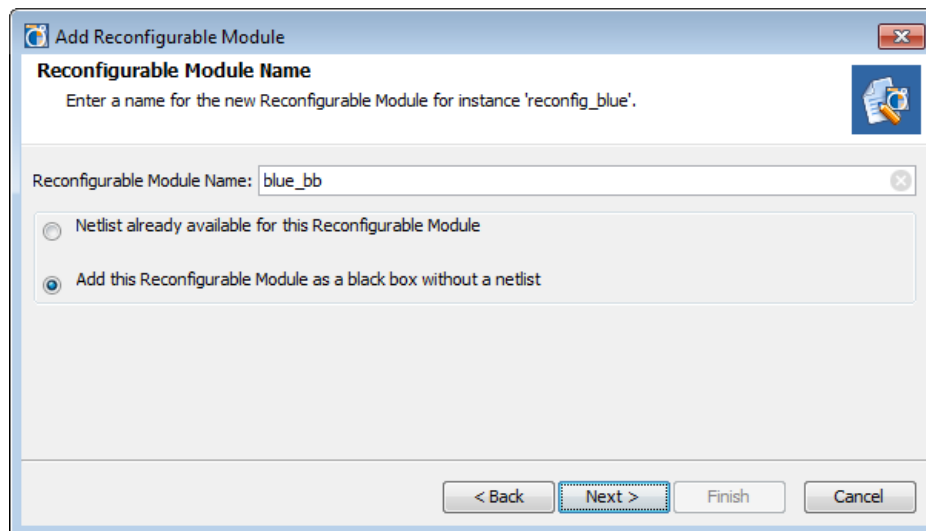 Add Reconfigurable Module
Reconfigurable Module Name
Enter a name for the new Reconfigurable Module for instance 'reconfig_blue'.
Reconfigurable Module Name: blue_bb
Netlist already available for this Reconfigurable Module
Add this Reconfigurable Module as a black box without a netlist
< Back Next > Finish Cancel